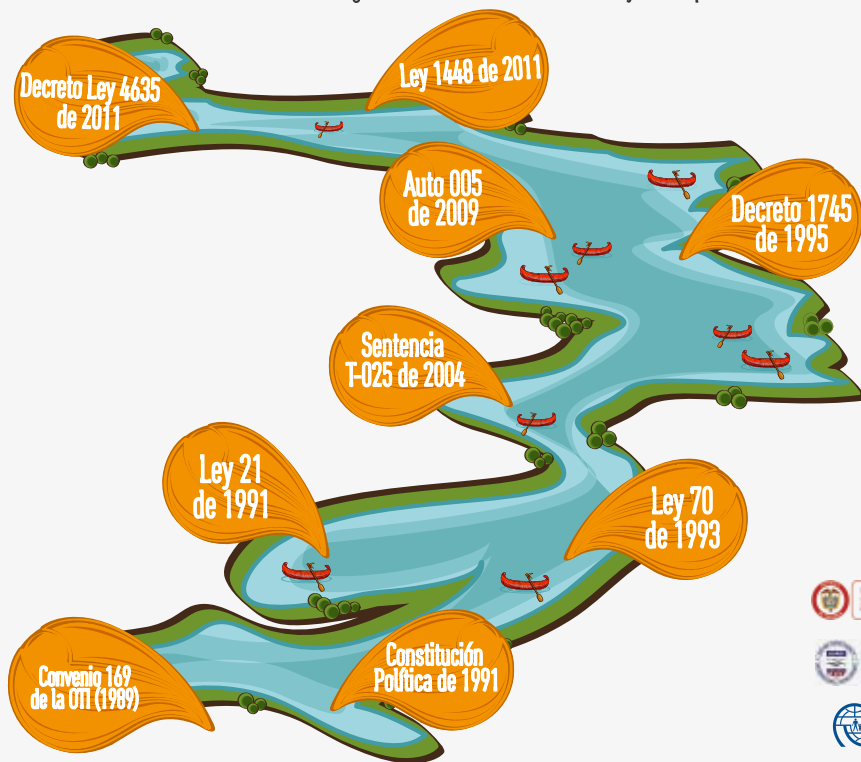 Decreto Ley 4635
de 2011
Ley 1448 de 2011
Auto 005
de 2009
Decreto 1745
de 1995
Sentencia
T-025 de 2004
Ley 21
de 1991
Ley 70
de 1993
Convenio 169
de la OTI (1989)
Constitución
Política de 1991